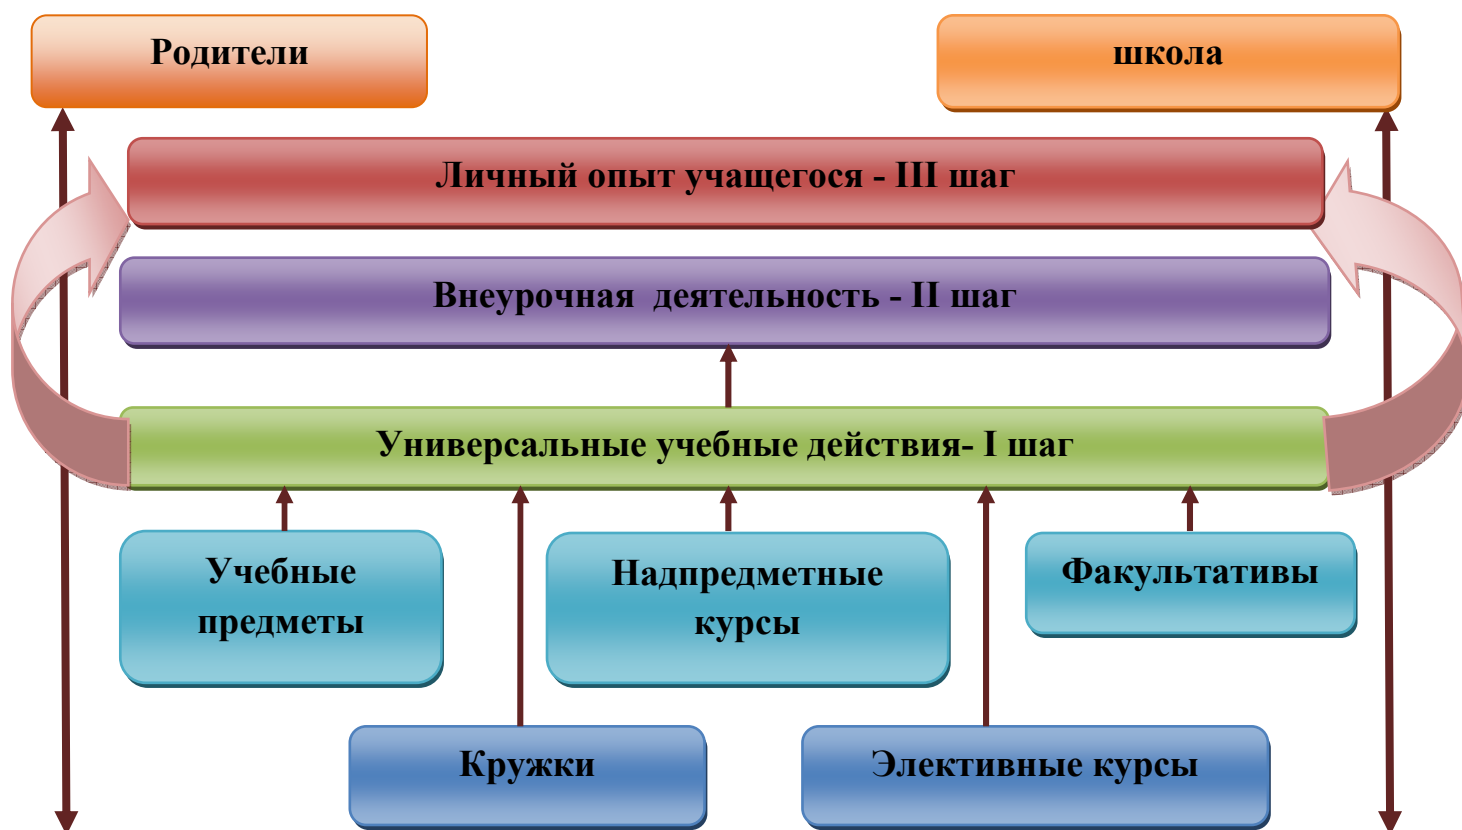 Родители
школа
Личный опыт учащегося - III шаг
Внеурочная  деятельность - II шаг
Универсальные учебные действия- I шаг
Учебные
предметы
Надпредметные
курсы
Факультативы
Кружки
Элективные курсы